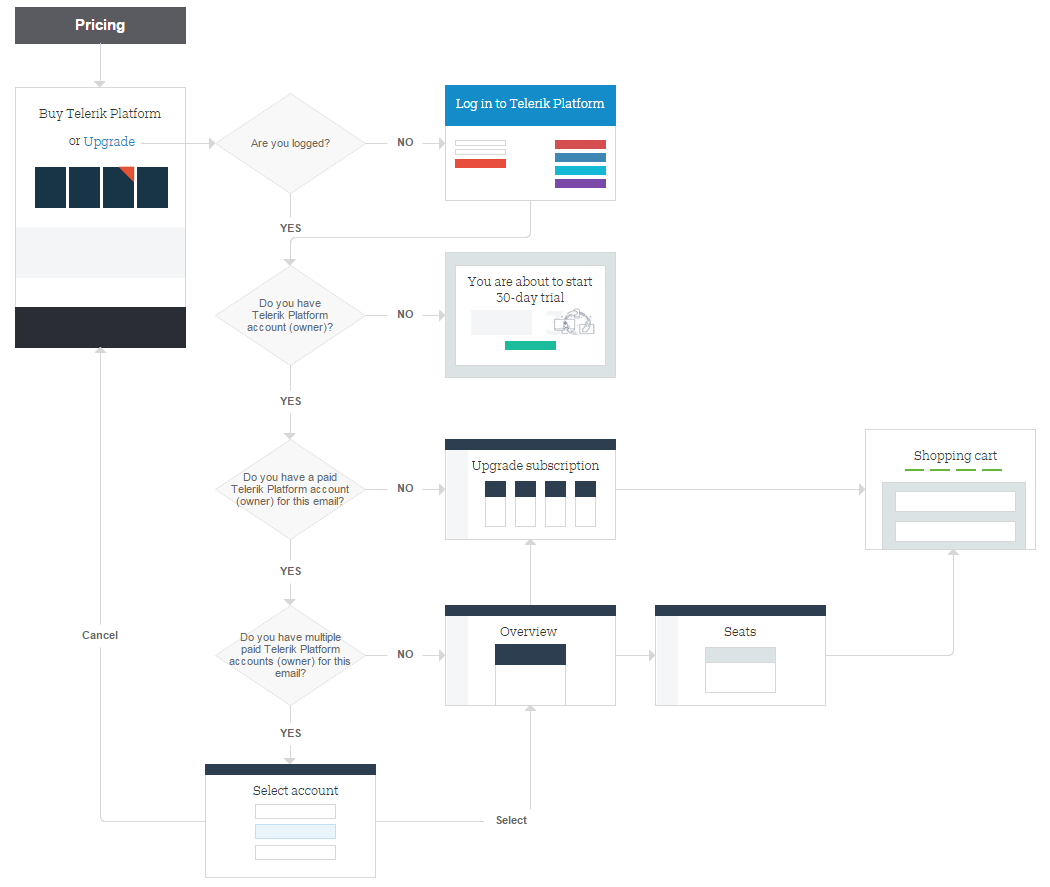 Pricing
Buy Telerik Platform
or Upgrade
Are you logged?
NO
Log in to Telerik Platform
YES
Do you have
Telerik Platform
account (owner)?
NO
You are about to start
30-day trial
YES
Do you have a paid
Telerik Platform account
(owner) for this email?
NO
Upgrade subscription
Shopping cart
YES
Do you have multiple
paid Telerik Platform
accounts (owner) for this
email?
NO
Overview
Seats
Cancel
YES
Select account
Select